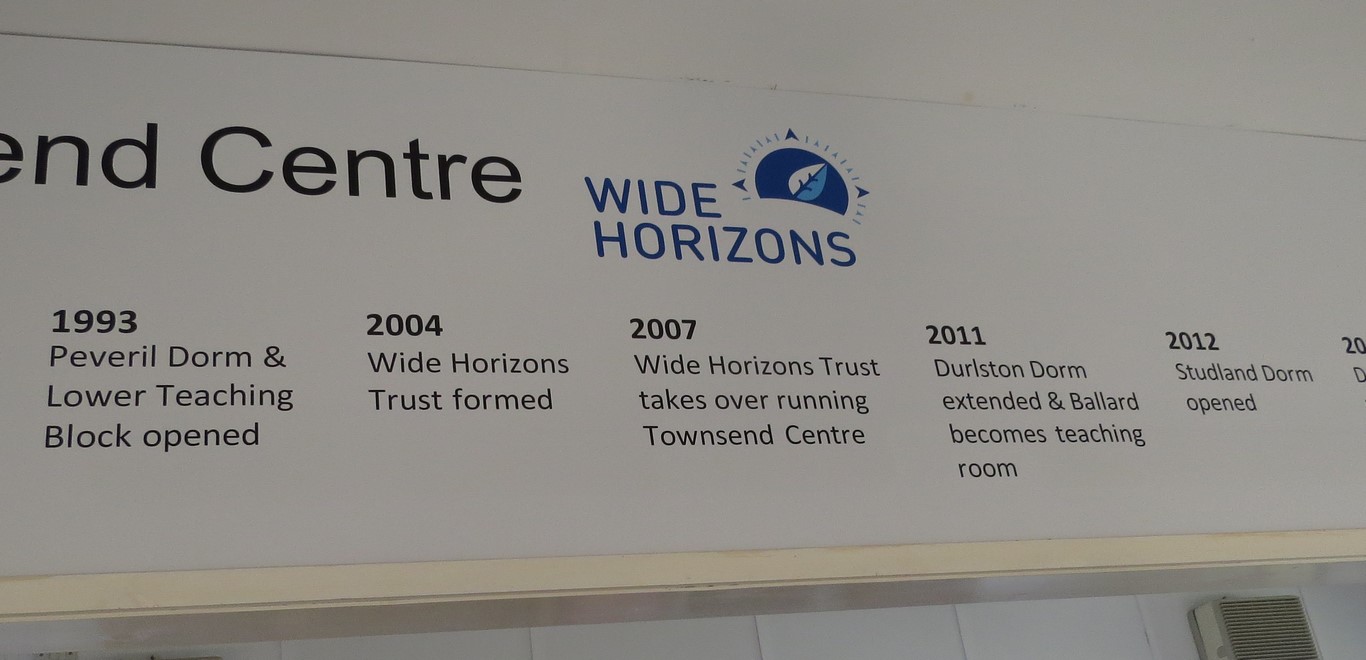 end Centre
WIDE
HORIZONS
1993
Peveril Dorm &
Lower Teaching
Block opened
2004
Wide Horizons
Trust formed
2007
Wide Horizons Trust
takes over running
Townsend Centre
2011
Durlston Dorm
extended & Ballard
becomes teaching
room
2012
Studland Dorm
opened
20
D